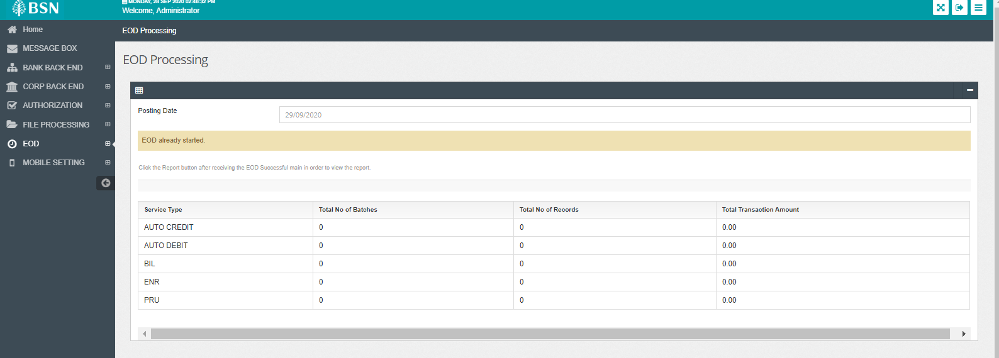 BSN
MONDAY, 28 SEP 2020 02:46:32 PM
Welcome, Administrator
Home
MESSAGE BOX
BANK BACK END
CORP BACK END
AUTHORIZATION
FILE PROCESSING
EOD
MOBILE SETTING
EOD Processing
EOD Processing
Posting Date
29/09/2020
EOD already started.
Click the Report button after receiving the EOD Successful main in order to view the report.
Service Type Total No of Batches Total No of Records Total Transaction Amount
AUTO CREDIT 0 0 0.00
AUTO DEBIT 0 0 0.00
BIL 0 0 0.00
ENR 0 0 0.00
PRU 0 0 0.00